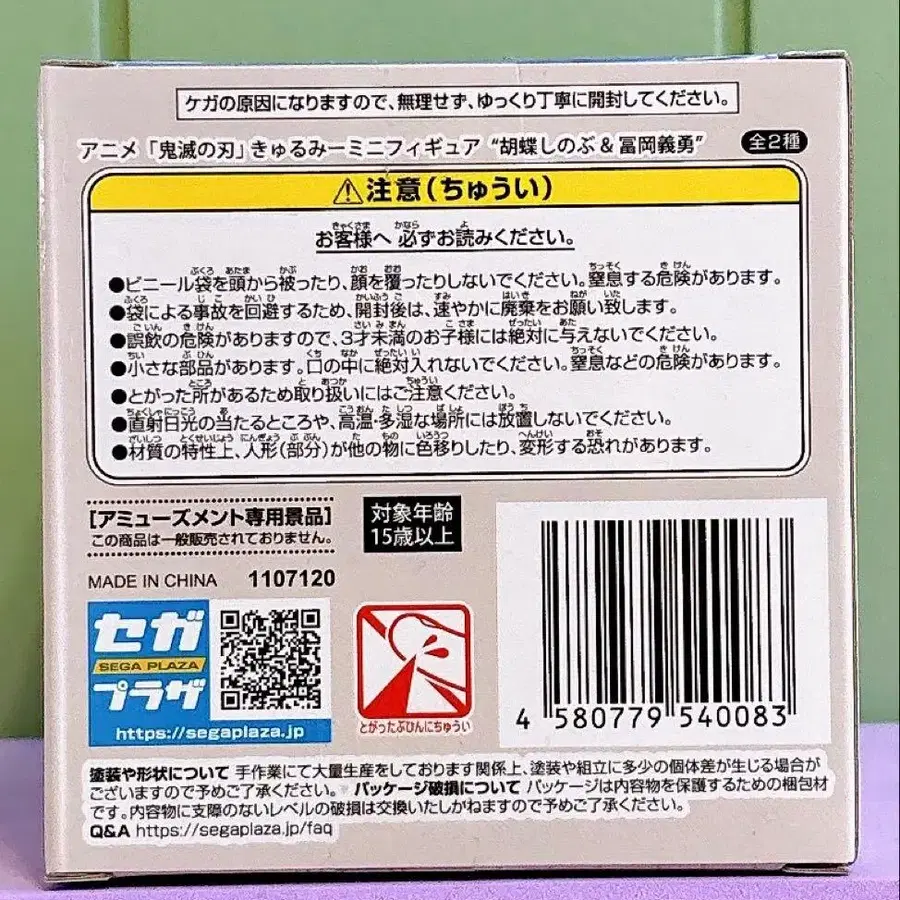 ケガの原因になりますので、無理せず、ゆっくり丁寧に開封してください。
アニメ「鬼滅の刃」きゅるみーミニフィギュア “胡蝶しのぶ&冨岡義勇” 全2種
⚠注意(ちゅうい)
お客様へ 必ずお読みください。
●ビニール袋を頭から被ったり、顔を覆ったりしないでください。窒息する危険があります。
●袋による事故を回避するため、開封後は、速やかに廃棄をお願い致します。
●誤飲の危険がありますので、3才未満のお子様には絶対に与えないでください。
●小さな部品があります。口の中に絶対入れないでください。窒息などの危険があります。
●とがった所があるため取り扱いにはご注意ください。
●直射日光の当たるところや、高温・多湿な場所には放置しないでください。
●材質の特性上、人形(部分)が他の物に色移りしたり、変形する恐れがあります。
[アミューズメント専用景品]
この商品は一般販売されておりません。
対象年齢
15歳以上
MADE IN CHINA 1107120
セガ
SEGA PLAZA
プラザ
https://segaplaza.jp
とがったぶひんにちゅうい
4 580779 540083
塗装や形状について 手作業にて大量生産をしております関係上、塗装や組立に多少の個体差が生じる場合が
ございますので予めご了承ください。 パッケージ破損について パッケージは内容物を保護するための梱包材
です。内容物に支障のないレベルの破損は交換いたしかねますので予めご了承ください。
Q&A https://segaplaza.jp/faq